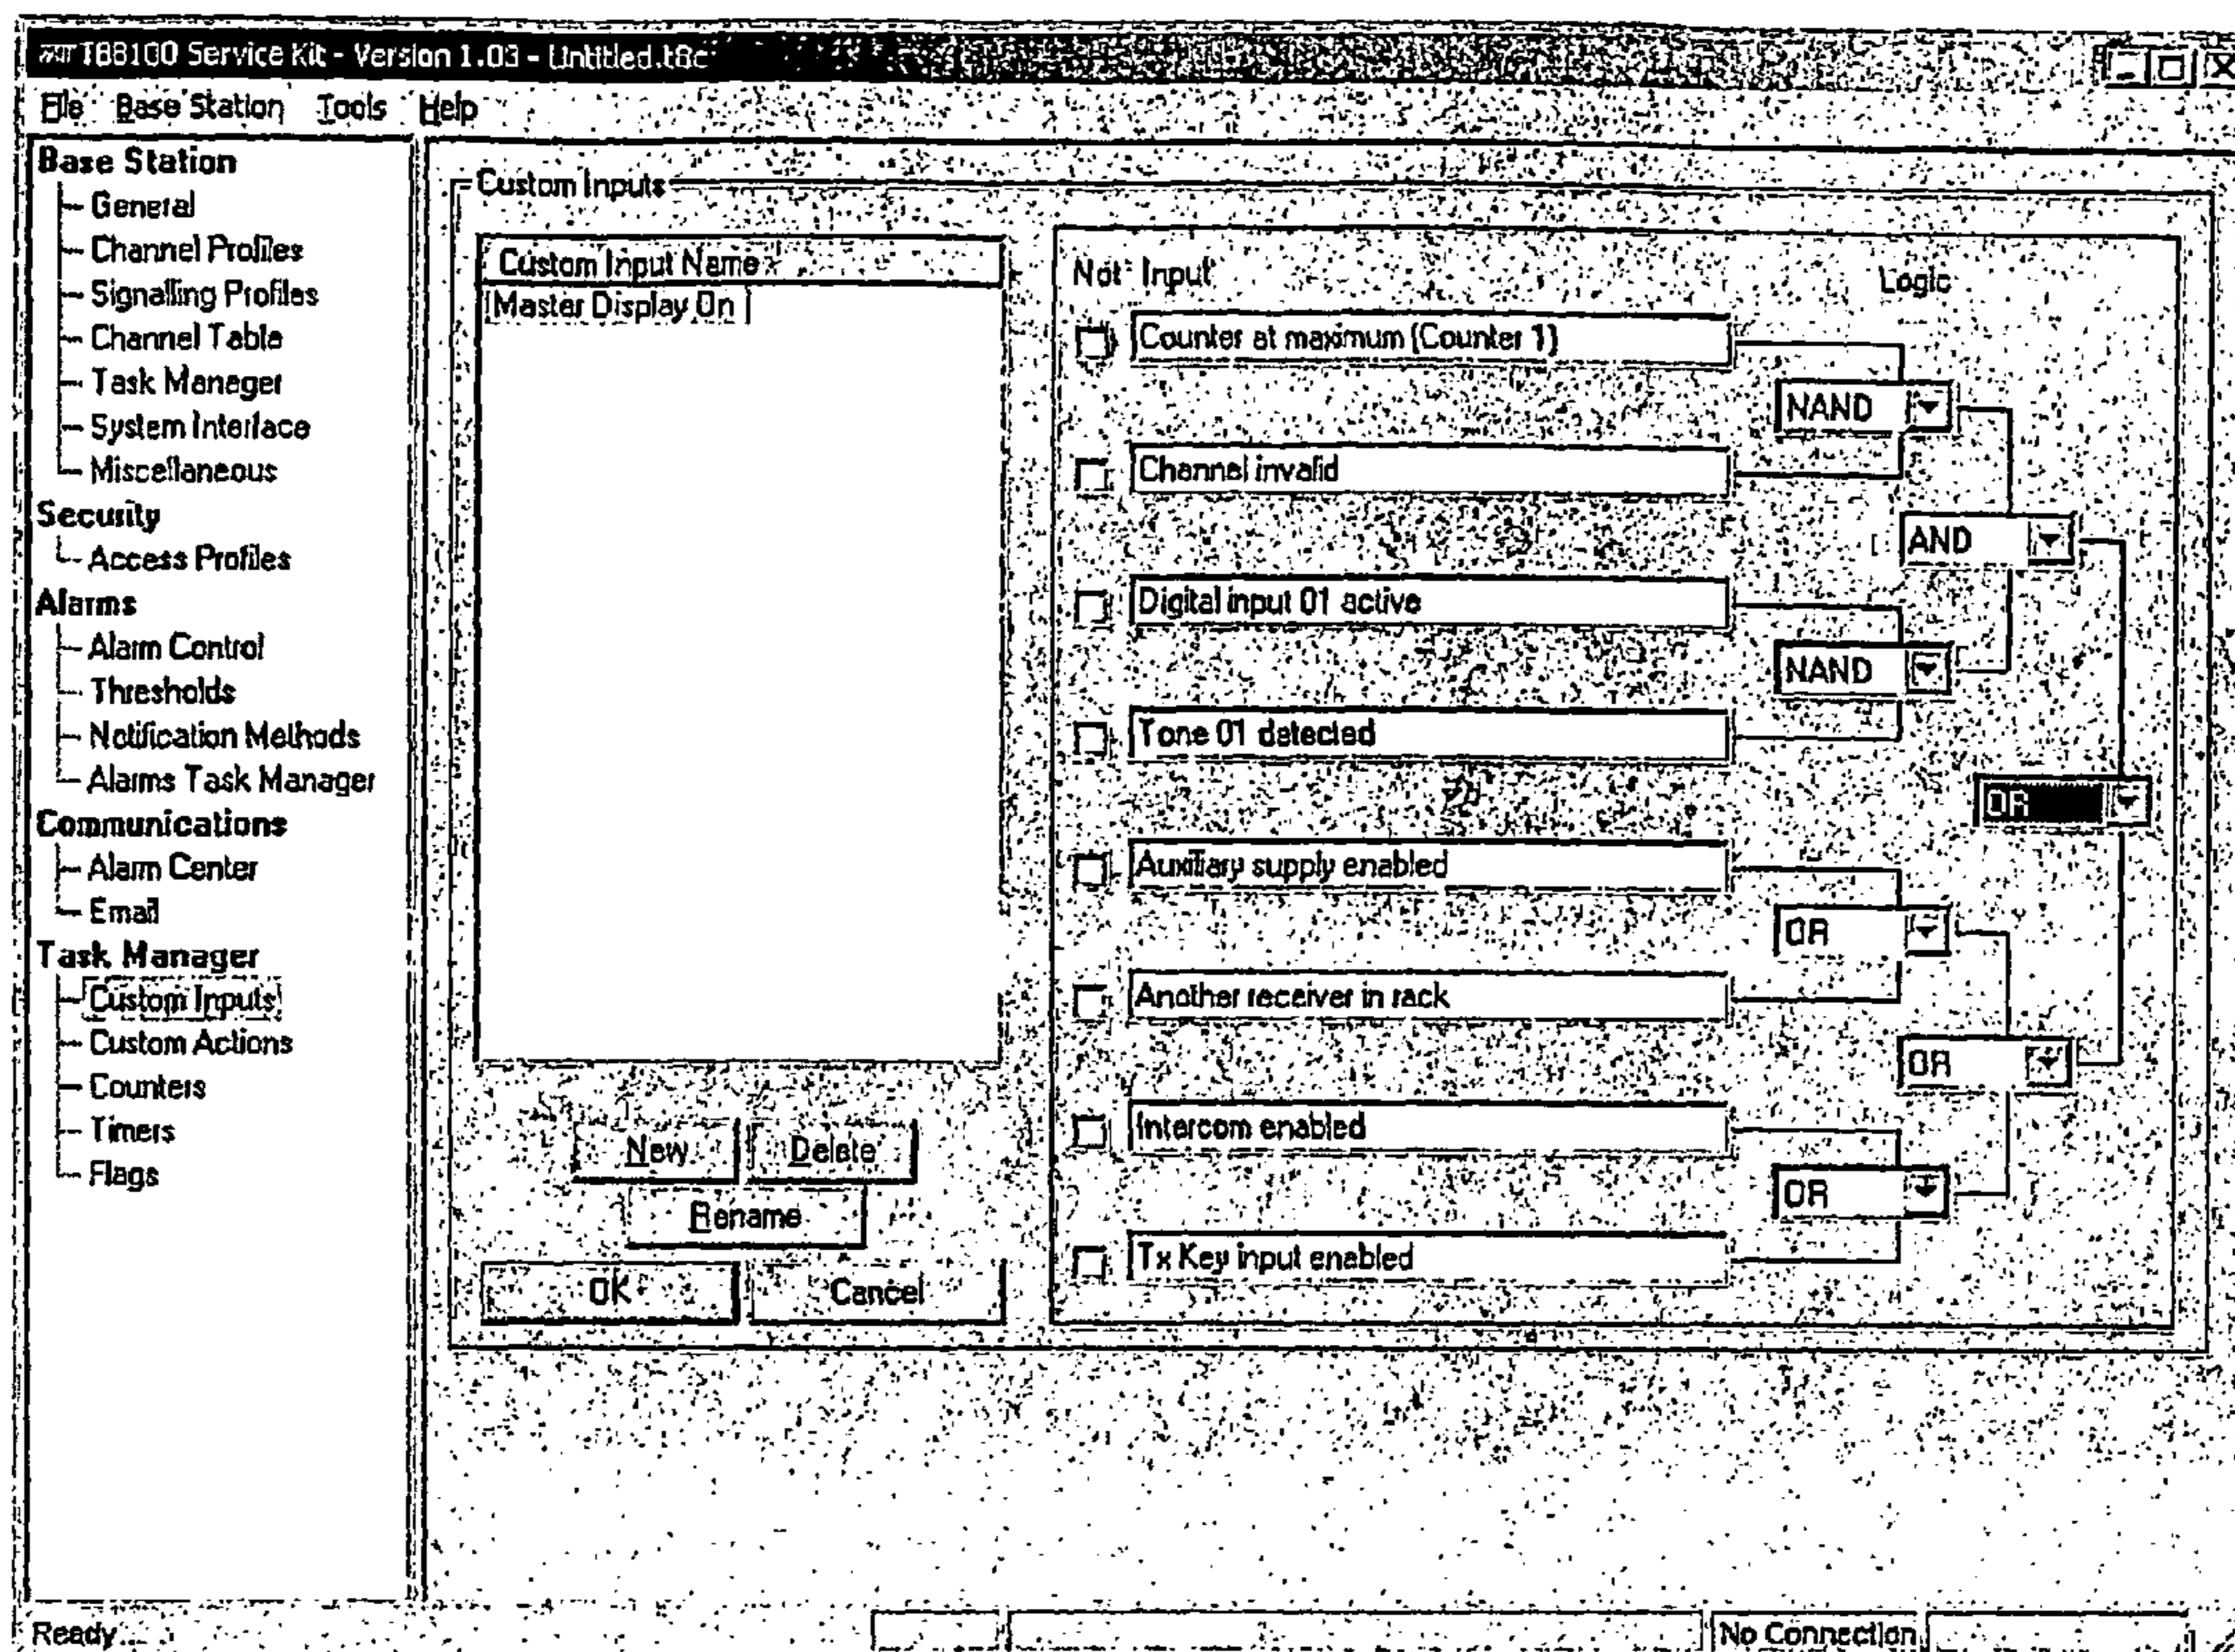 TAIT TB8100 Service Kit - Version 1.03 - Untitled.t8c
File Base Station Tools Help
Base Station
General
Channel Profiles
Signalling Profiles
Channel Table
Task Manager
System Interface
Miscellaneous
Security
Access Profiles
Alarms
Alarm Control
Thresholds
Notification Methods
Alarms Task Manager
Communications
Alarm Center
Email
Task Manager
Custom Inputs
Custom Actions
Counters
Timers
Flags
Custom Inputs
Custom Input Name
[Master Display On ]
New Delete
Rename
OK Cancel
Not Input Logic
Counter at maximum (Counter 1)
NAND
Channel invalid
AND
Digital input 01 active
NAND
Tone 01 detected
OR
Auxiliary supply enabled
OR
Another receiver in rack
OR
Intercom enabled
OR
Tx Key input enabled
Ready
No Connection